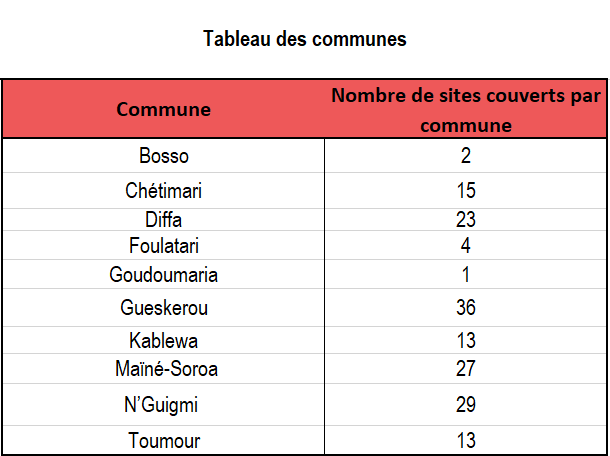 Tableau des communes
Commune
Nombre de sites couverts par
commune
Bosso 2
Chétimari 15
Diffa 23
Foulatari 4
Goudoumaria 1
Gueskerou 36
Kablewa 13
Maïné-Soroa 27
N’Guigmi 29
Toumour 13